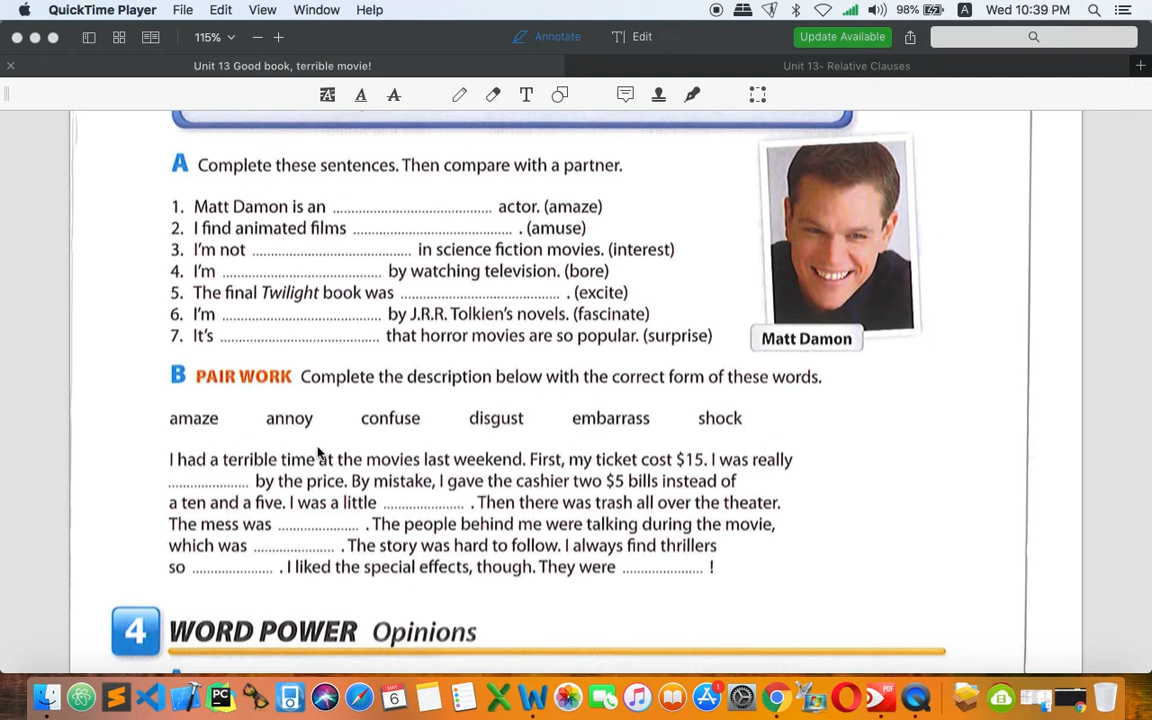 QuickTime Player File Edit View Window Help 98% A Wed 10:39 PM
115% Annotate Edit Update Available
Unit 13 Good book, terrible movie! Unit 13- Relative Clauses
A Complete these sentences. Then compare with a partner.
1. Matt Damon is an ........................................ actor. (amaze)
2. I find animated films ........................................ . (amuse)
3. I'm not ........................................ in science fiction movies. (interest)
4. I'm ........................................ by watching television. (bore)
5. The final Twilight book was ........................................ . (excite)
6. I'm ........................................ by J.R.R. Tolkien's novels. (fascinate)
7. It's ........................................ that horror movies are so popular. (surprise)
Matt Damon
B PAIR WORK Complete the description below with the correct form of these words.
amaze annoy confuse disgust embarrass shock
I had a terrible time at the movies last weekend. First, my ticket cost $15. I was really
.................... by the price. By mistake, I gave the cashier two $5 bills instead of
a ten and a five. I was a little .................... . Then there was trash all over the theater.
The mess was .................... . The people behind me were talking during the movie,
which was .................... . The story was hard to follow. I always find thrillers
so .................... . I liked the special effects, though. They were .................... !
4 WORD POWER Opinions